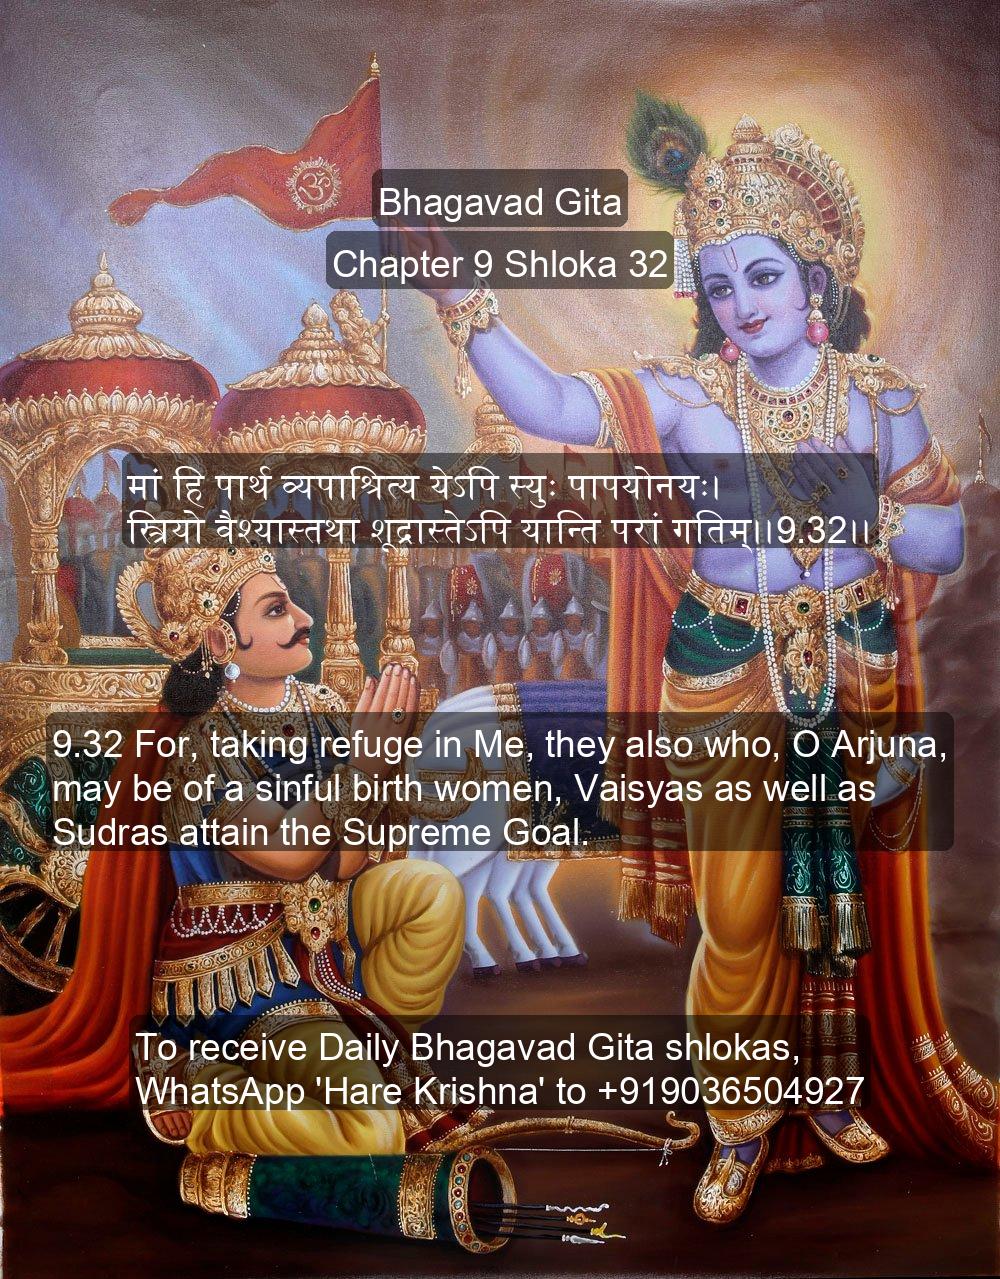 ॐ
Bhagavad Gita
Chapter 9 Shloka 32
मां हि पार्थ व्यपाश्रित्य येऽपि स्युः पापयोनयः।
स्त्रियो वैश्यास्तथा शूद्रास्तेऽपि यान्ति परां गतिम्।।9.32।।
9.32 For, taking refuge in Me, they also who, O Arjuna,
may be of a sinful birth women, Vaisyas as well as
Sudras attain the Supreme Goal.
To receive Daily Bhagavad Gita shlokas,
WhatsApp 'Hare Krishna' to +919036504927